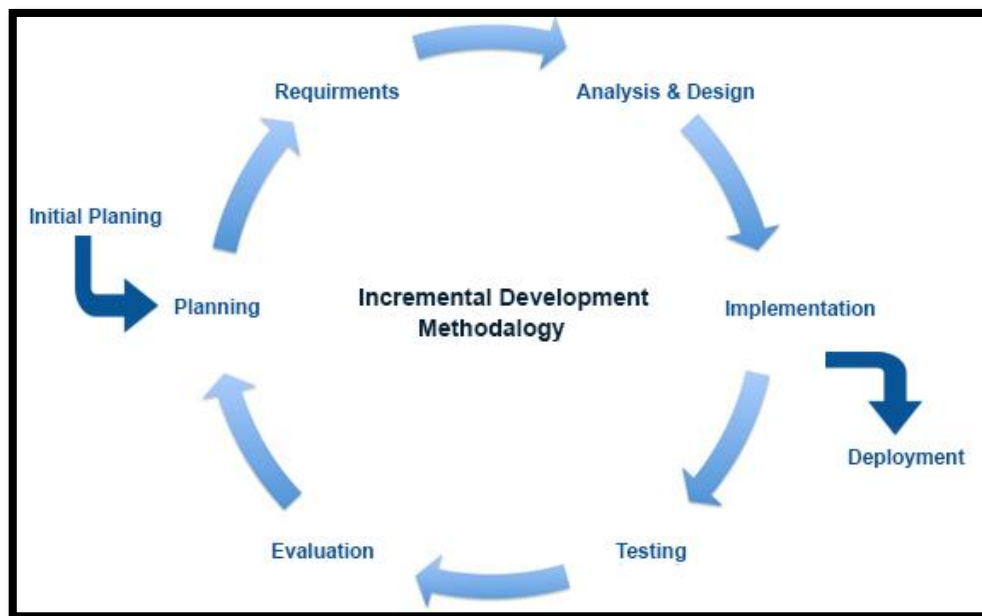 Requirments
Analysis & Design
Initial Planing
Planning
Incremental Development
Methodalogy
Implementation
Deployment
Evaluation
Testing